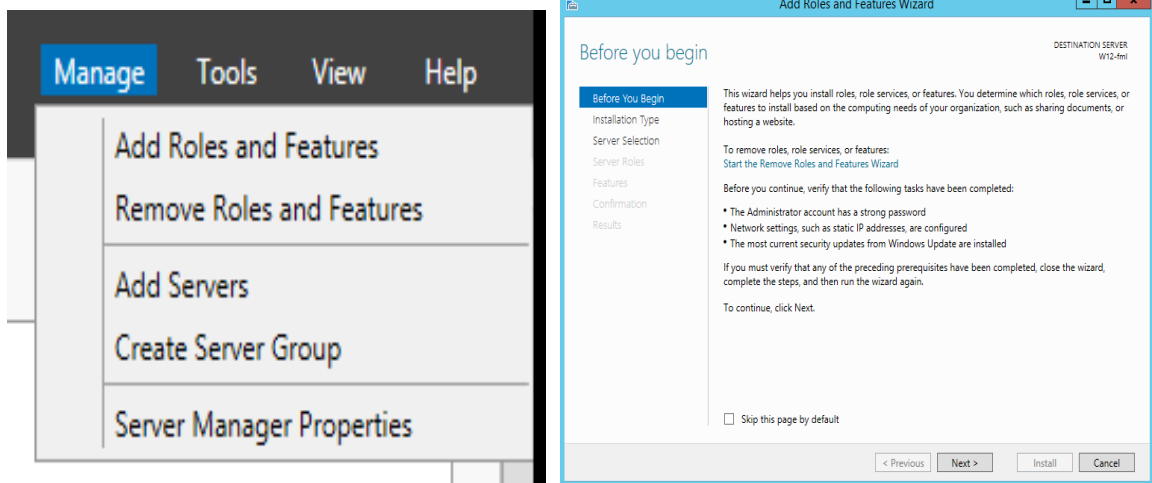 Manage Tools View Help
Add Roles and Features
Remove Roles and Features
Add Servers
Create Server Group
Server Manager Properties
Add Roles and Features Wizard
Before you begin
DESTINATION SERVER
W12-fml
Before You Begin
Installation Type
Server Selection
Server Roles
Features
Confirmation
Results
This wizard helps you install roles, role services, or features. You determine which roles, role services, or
features to install based on the computing needs of your organization, such as sharing documents, or
hosting a website.
To remove roles, role services, or features:
Start the Remove Roles and Features Wizard
Before you continue, verify that the following tasks have been completed:
• The Administrator account has a strong password
• Network settings, such as static IP addresses, are configured
• The most current security updates from Windows Update are installed
If you must verify that any of the preceding prerequisites have been completed, close the wizard,
complete the steps, and then run the wizard again.
To continue, click Next.
Skip this page by default
< Previous Next > Install Cancel